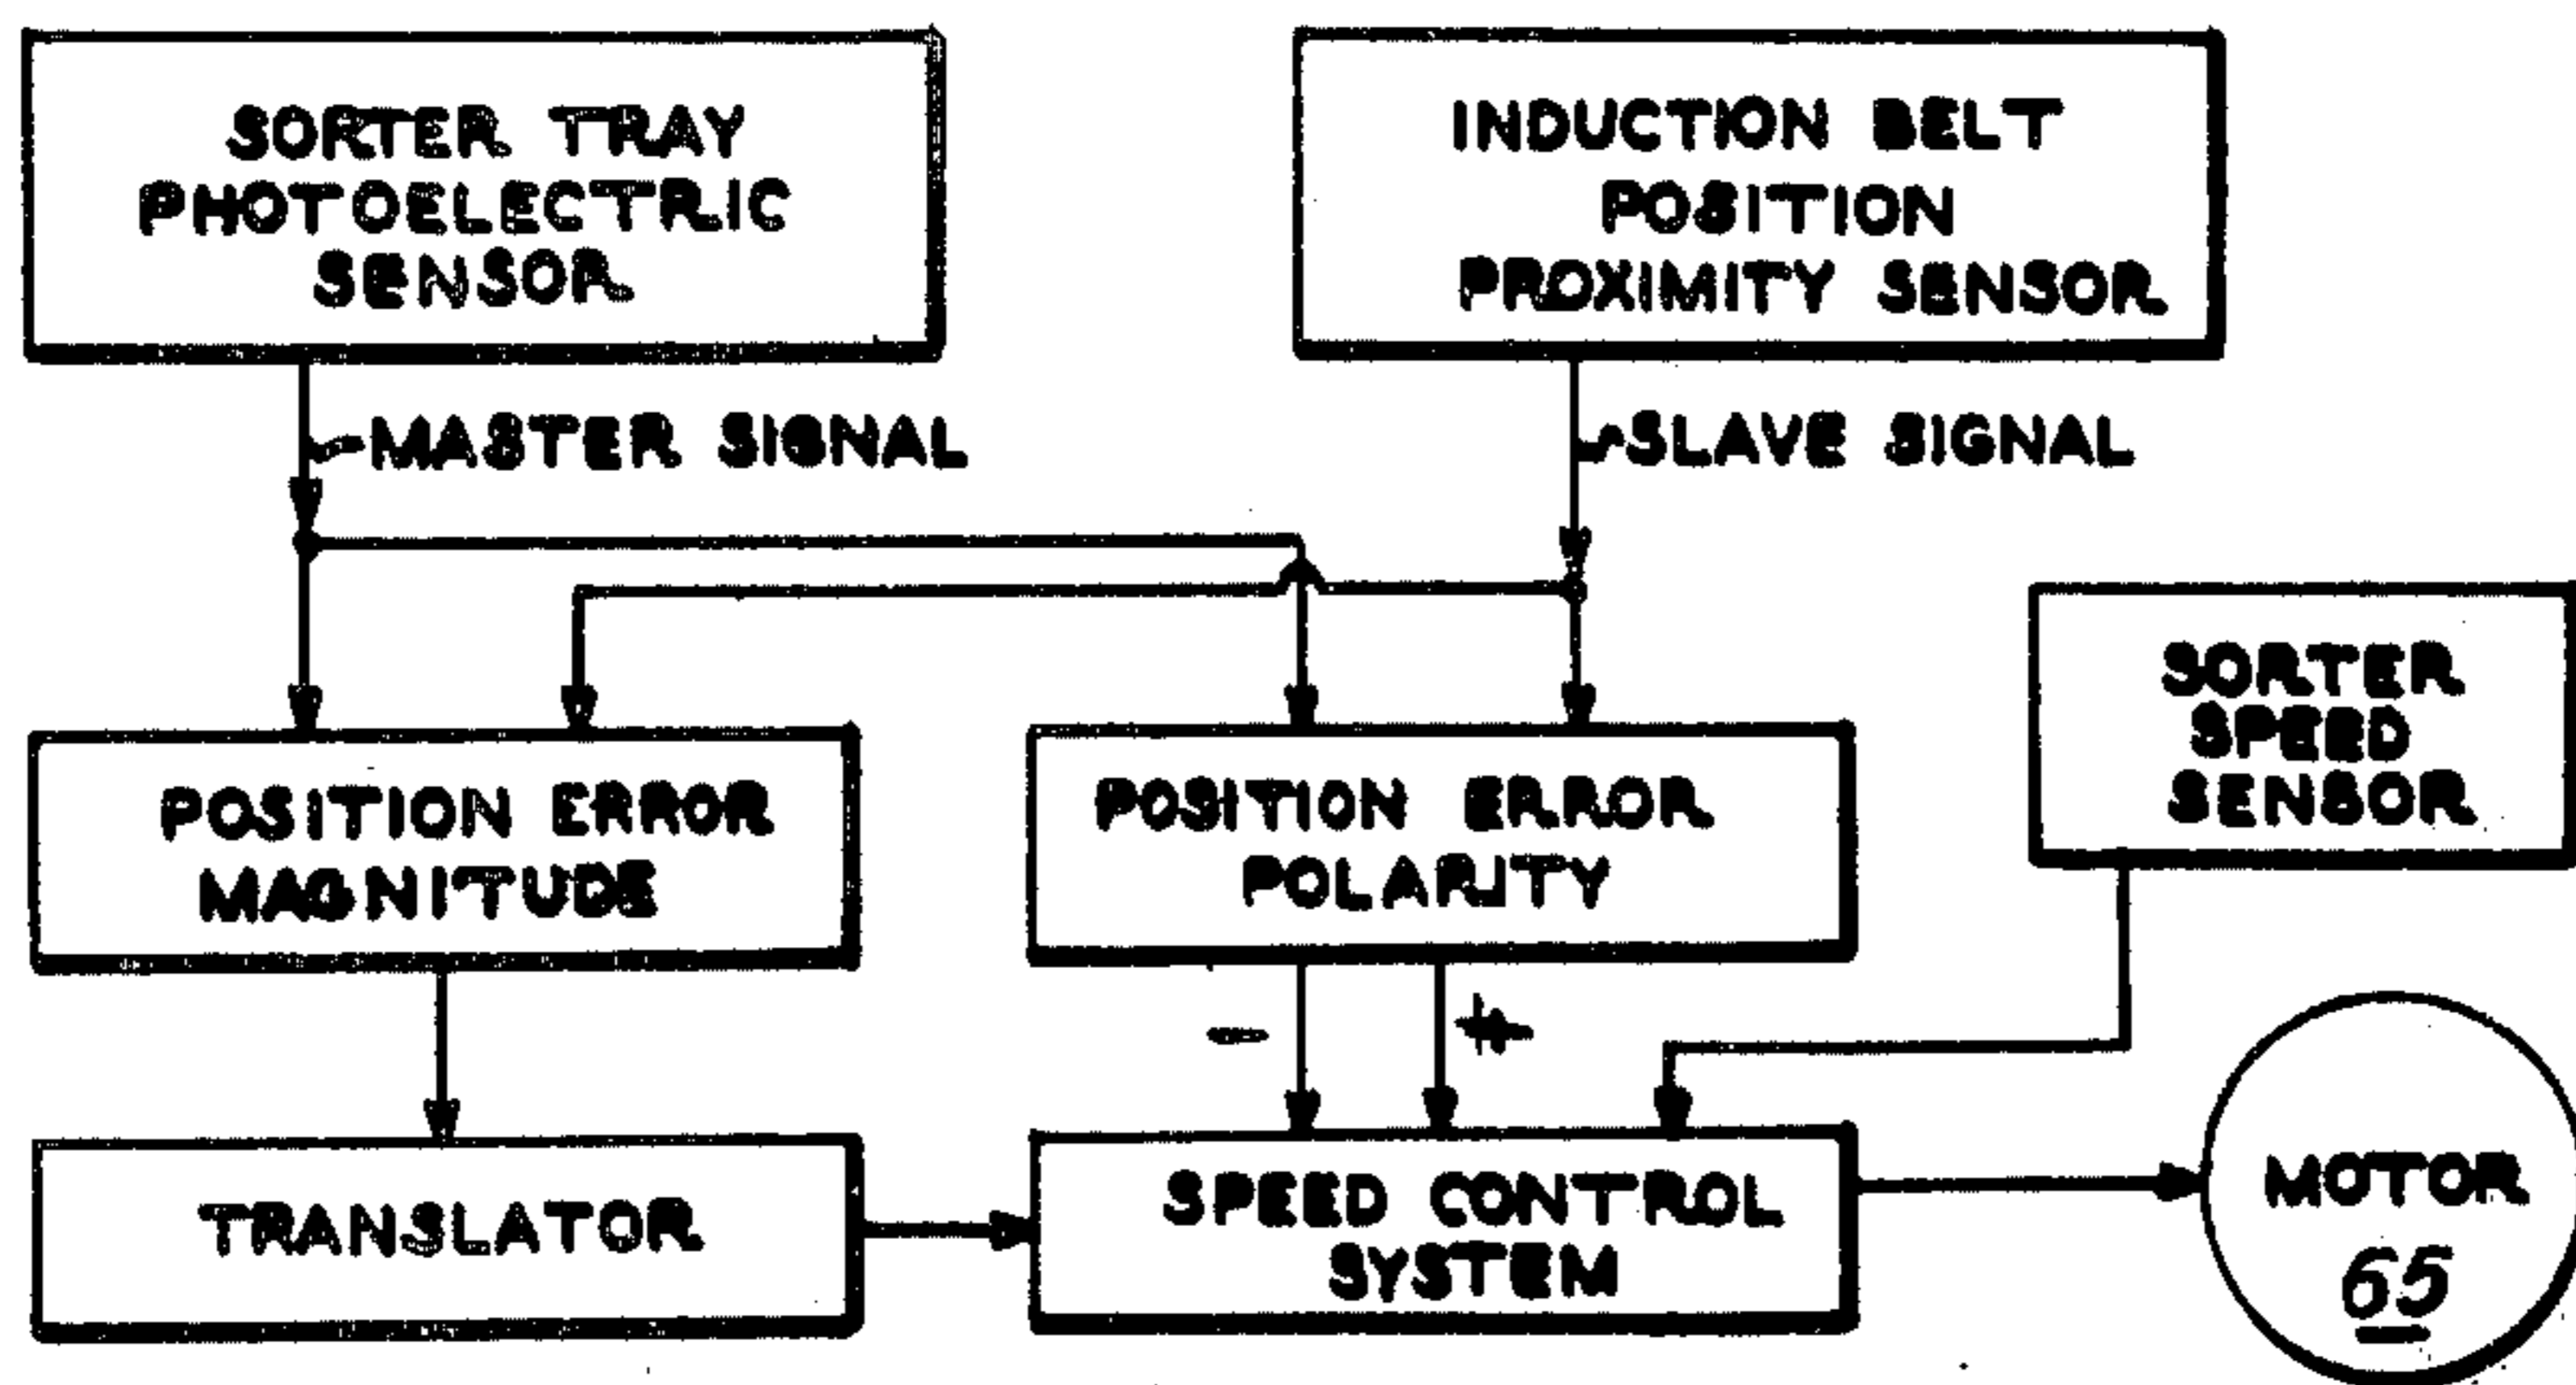 SORTER TRAY
PHOTOELECTRIC
SENSOR
INDUCTION BELT
POSITION
PROXIMITY SENSOR
MASTER SIGNAL
SLAVE SIGNAL
SORTER
SPEED
SENSOR
POSITION ERROR
MAGNITUDE
POSITION ERROR
POLARITY
- +
TRANSLATOR
SPEED CONTROL
SYSTEM
MOTOR
65